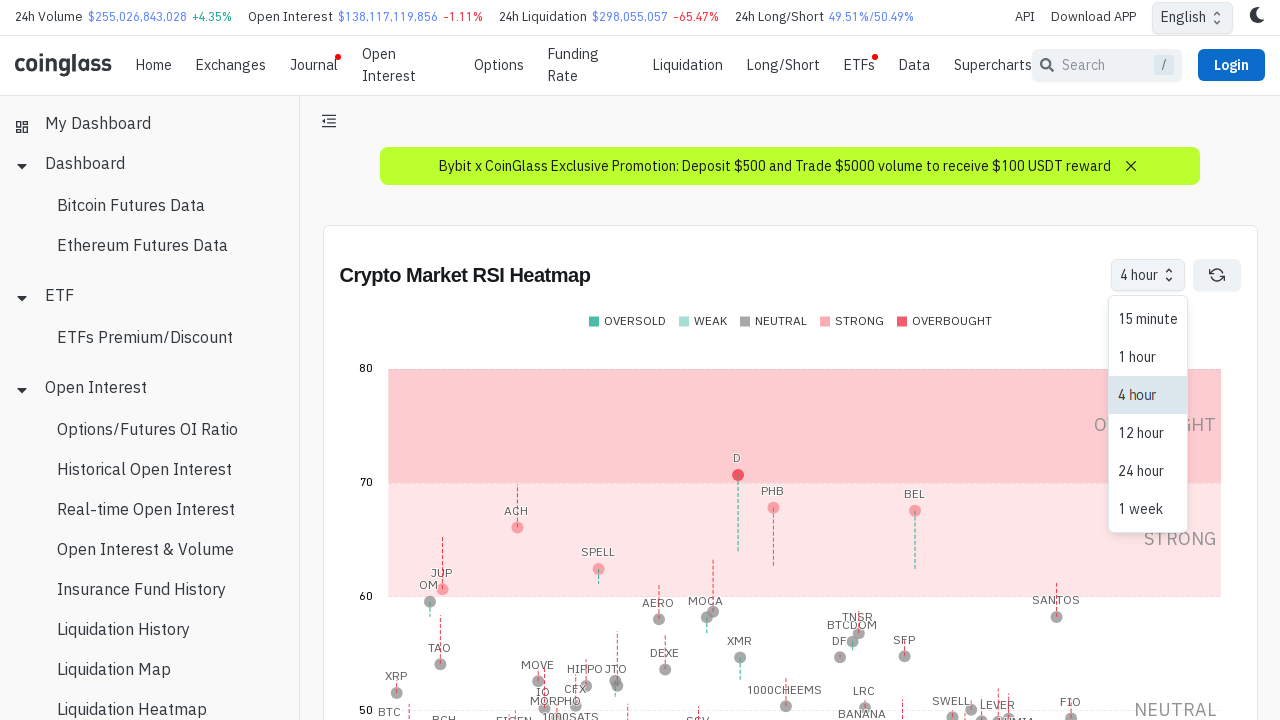 24h Volume $255,026,843,028 +4.35% Open Interest $138,117,119,856 -1.11% 24h Liquidation $298,055,057 -65.47% 24h Long/Short 49.51%/50.49% API Download APP English
coinglass Home Exchanges Journal Open Interest Options Funding Rate Liquidation Long/Short ETFs Data Supercharts Search / Login
My Dashboard
Dashboard
Bitcoin Futures Data
Ethereum Futures Data
ETF
ETFs Premium/Discount
Open Interest
Options/Futures OI Ratio
Historical Open Interest
Real-time Open Interest
Open Interest & Volume
Insurance Fund History
Liquidation History
Liquidation Map
Liquidation Heatmap
Bybit x CoinGlass Exclusive Promotion: Deposit $500 and Trade $5000 volume to receive $100 USDT reward
Crypto Market RSI Heatmap
4 hour
15 minute
1 hour
4 hour
12 hour
24 hour
1 week
OVERSOLD WEAK NEUTRAL STRONG OVERBOUGHT
80
D
70
PHB
BEL
ACH
STRONG
SPELL
JUP
OM
60
AERO
MOCA
SANTOS
TNSR
BTCDOM
TAO
XMR
DF
SFP
DEXE
MOVE
HIPPO
JTO
XRP
CFX
1000CHEEMS
LRC
IO
MORPHO
SWELL
LEVER
FIO
50
BTC
BANANA
1000SATS
NEUTRAL